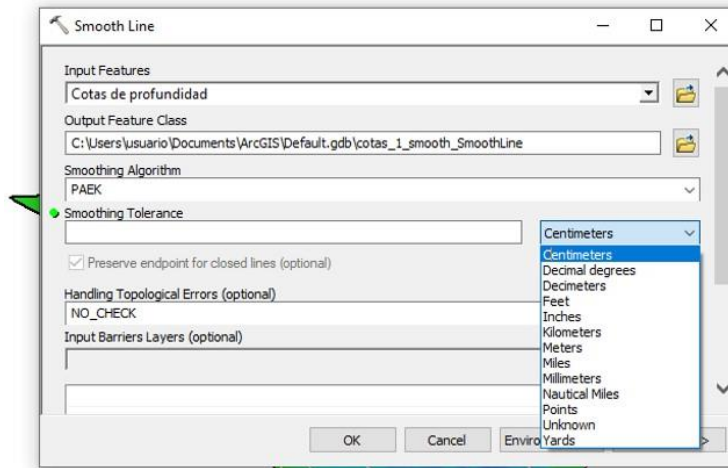 Smooth Line
Input Features
Cotas de profundidad
Output Feature Class
C:\Users\usuario\Documents\ArcGIS\Default.gdb\cotas_1_smooth_SmoothLine
Smoothing Algorithm
PAEK
Smoothing Tolerance
Centimeters
Preserve endpoint for closed lines (optional)
Centimeters
Decimal degrees
Decimeters
Feet
Inches
Kilometers
Meters
Miles
Millimeters
Nautical Miles
Points
Unknown
Yards
Handling Topological Errors (optional)
NO_CHECK
Input Barriers Layers (optional)
OK
Cancel
Enviro
>